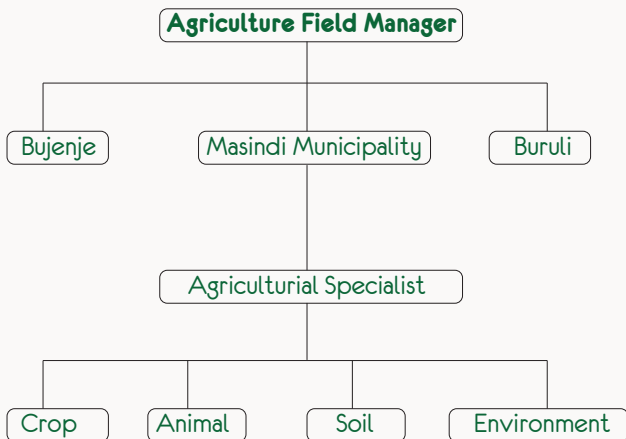 Agriculture Field Manager
Bujenje
Masindi Municipality
Buruli
Agriculturial Specialist
Crop
Animal
Soil
Environment